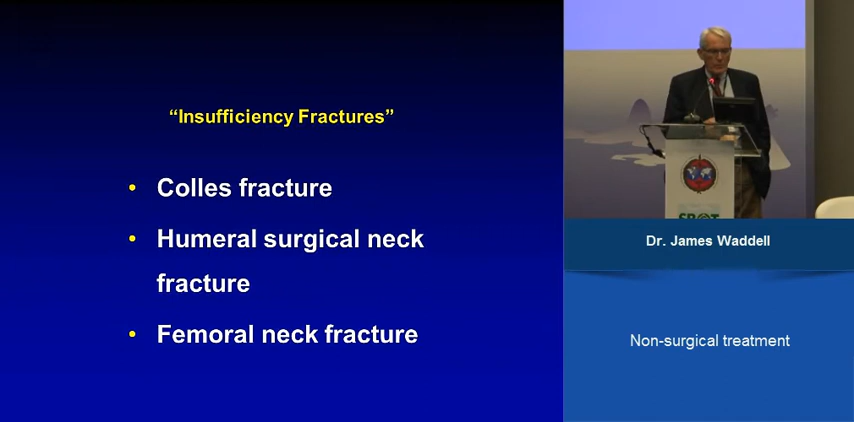 “Insufficiency Fractures”
• Colles fracture
• Humeral surgical neck
fracture
• Femoral neck fracture
Dr. James Waddell
Non-surgical treatment